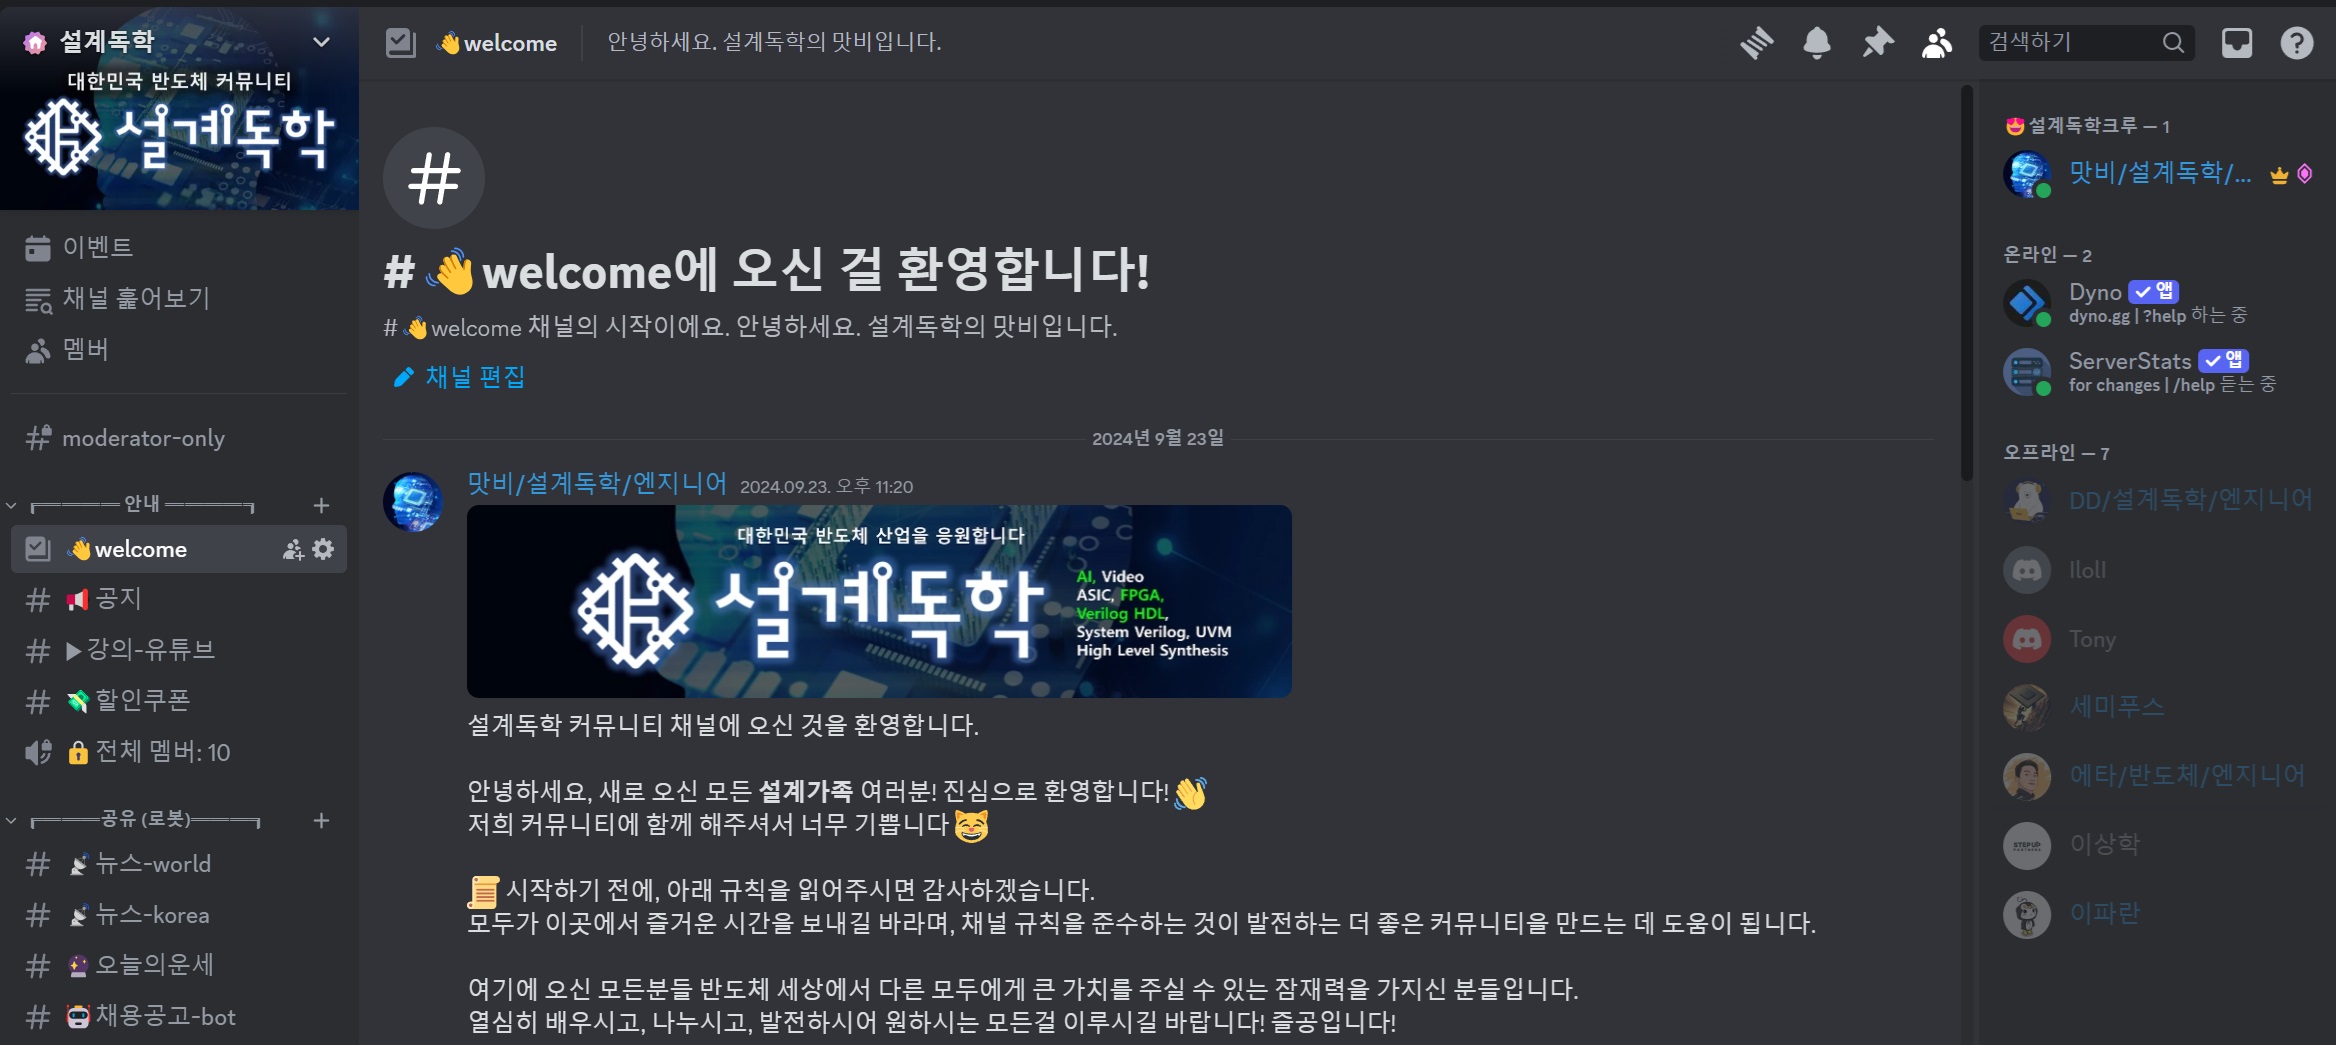 설계독학
대한민국 반도체 커뮤니티
설계독학
이벤트
채널 훑어보기
멤버
moderator-only
╔═════ 안내 ═════╗
👋welcome
📢공지
▶강의-유튜브
💸할인쿠폰
🔒전체 멤버: 10
╔════공유 (로봇)════╗
📡뉴스-world
📡뉴스-korea
🔮오늘의운세
🤖채용공고-bot
👋welcome
안녕하세요. 설계독학의 맛비입니다.
검색하기
# 👋welcome에 오신 걸 환영합니다!
# 👋welcome 채널의 시작이에요. 안녕하세요. 설계독학의 맛비입니다.
채널 편집
2024년 9월 23일
맛비/설계독학/엔지니어 2024.09.23. 오후 11:20
대한민국 반도체 산업을 응원합니다
설계독학
AI, Video
ASIC, FPGA,
Verilog HDL,
System Verilog, UVM
High Level Synthesis
설계독학 커뮤니티 채널에 오신 것을 환영합니다.
안녕하세요, 새로 오신 모든 설계가족 여러분! 진심으로 환영합니다! 👋
저희 커뮤니티에 함께 해주셔서 너무 기쁩니다 😸
📜 시작하기 전에, 아래 규칙을 읽어주시면 감사하겠습니다.
모두가 이곳에서 즐거운 시간을 보내길 바라며, 채널 규칙을 준수하는 것이 발전하는 더 좋은 커뮤니티을 만드는 데 도움이 됩니다.
여기에 오신 모든분들 반도체 세상에서 다른 모두에게 큰 가치를 주실 수 있는 잠재력을 가지신 분들입니다.
열심히 배우시고, 나누시고, 발전하시어 원하시는 모든걸 이루시길 바랍니다! 즐공입니다!
😍설계독학크루 — 1
맛비/설계독학/...
온라인 — 2
Dyno ✓ 앱
dyno.gg | ?help 하는 중
ServerStats ✓ 앱
for changes | /help 듣는 중
오프라인 — 7
DD/설계독학/엔지니어
Tony
세미푸스
에타/반도체/엔지니어
STEPUP
이상학
이파란